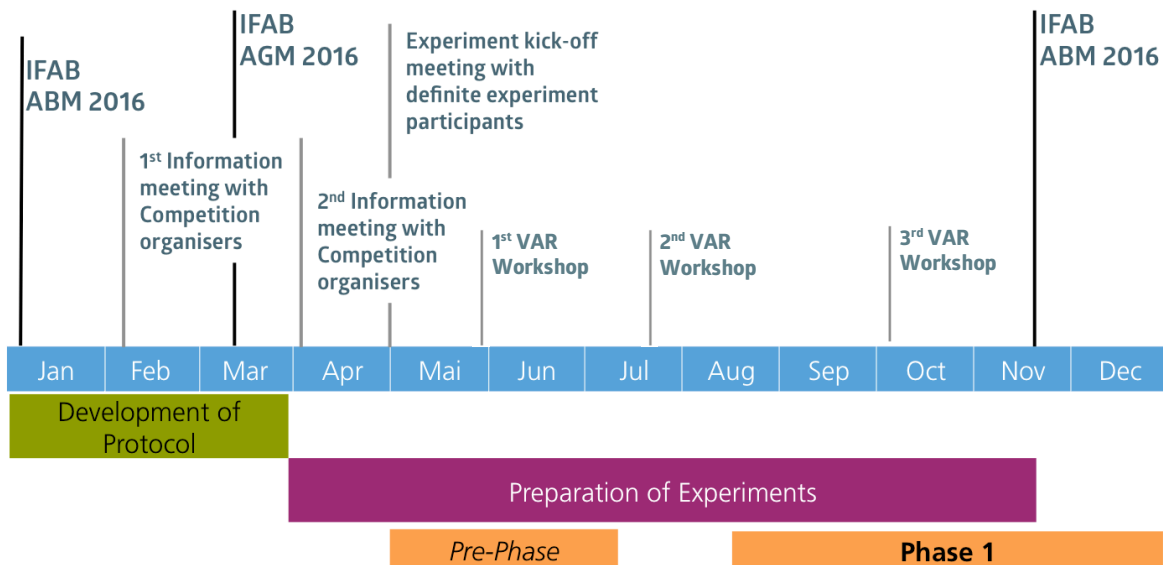 IFAB
ABM 2016
IFAB
AGM 2016
Experiment kick-off
meeting with
definite experiment
participants
IFAB
ABM 2016
1st Information
meeting with
Competition
organisers
2nd Information
meeting with
Competition
organisers
1st VAR
Workshop
2nd VAR
Workshop
3rd VAR
Workshop
Jan Feb Mar Apr Mai Jun Jul Aug Sep Oct Nov Dec
Development of
Protocol
Preparation of Experiments
Pre-Phase
Phase 1